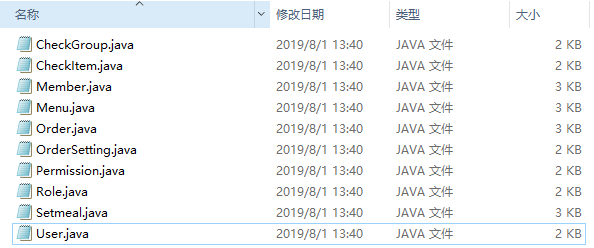 名称 修改日期 类型 大小
CheckGroup.java 2019/8/1 13:40 JAVA 文件 2 KB
CheckItem.java 2019/8/1 13:40 JAVA 文件 2 KB
Member.java 2019/8/1 13:40 JAVA 文件 3 KB
Menu.java 2019/8/1 13:40 JAVA 文件 3 KB
Order.java 2019/8/1 13:40 JAVA 文件 3 KB
OrderSetting.java 2019/8/1 13:40 JAVA 文件 2 KB
Permission.java 2019/8/1 13:40 JAVA 文件 2 KB
Role.java 2019/8/1 13:40 JAVA 文件 2 KB
Setmeal.java 2019/8/1 13:40 JAVA 文件 3 KB
User.java 2019/8/1 13:40 JAVA 文件 2 KB